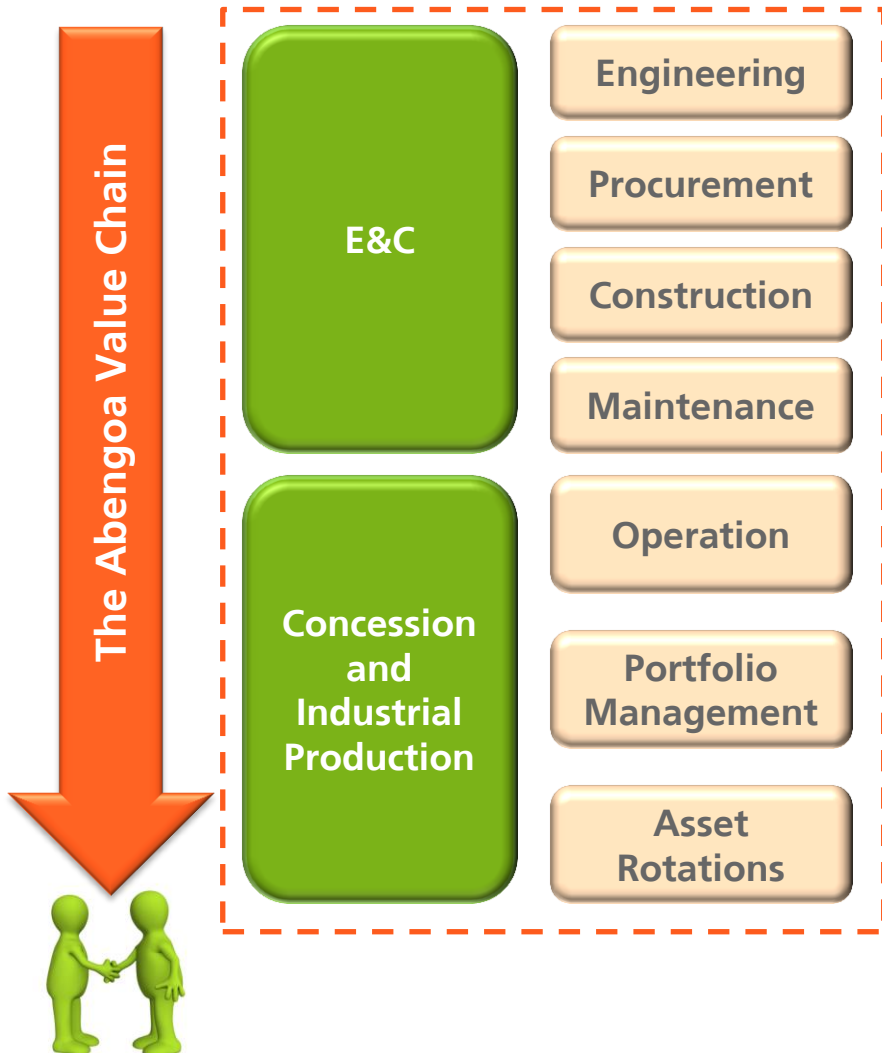 The Abengoa Value Chain
E&C
Engineering
Procurement
Construction
Maintenance
Concession
and
Industrial
Production
Operation
Portfolio
Management
Asset
Rotations